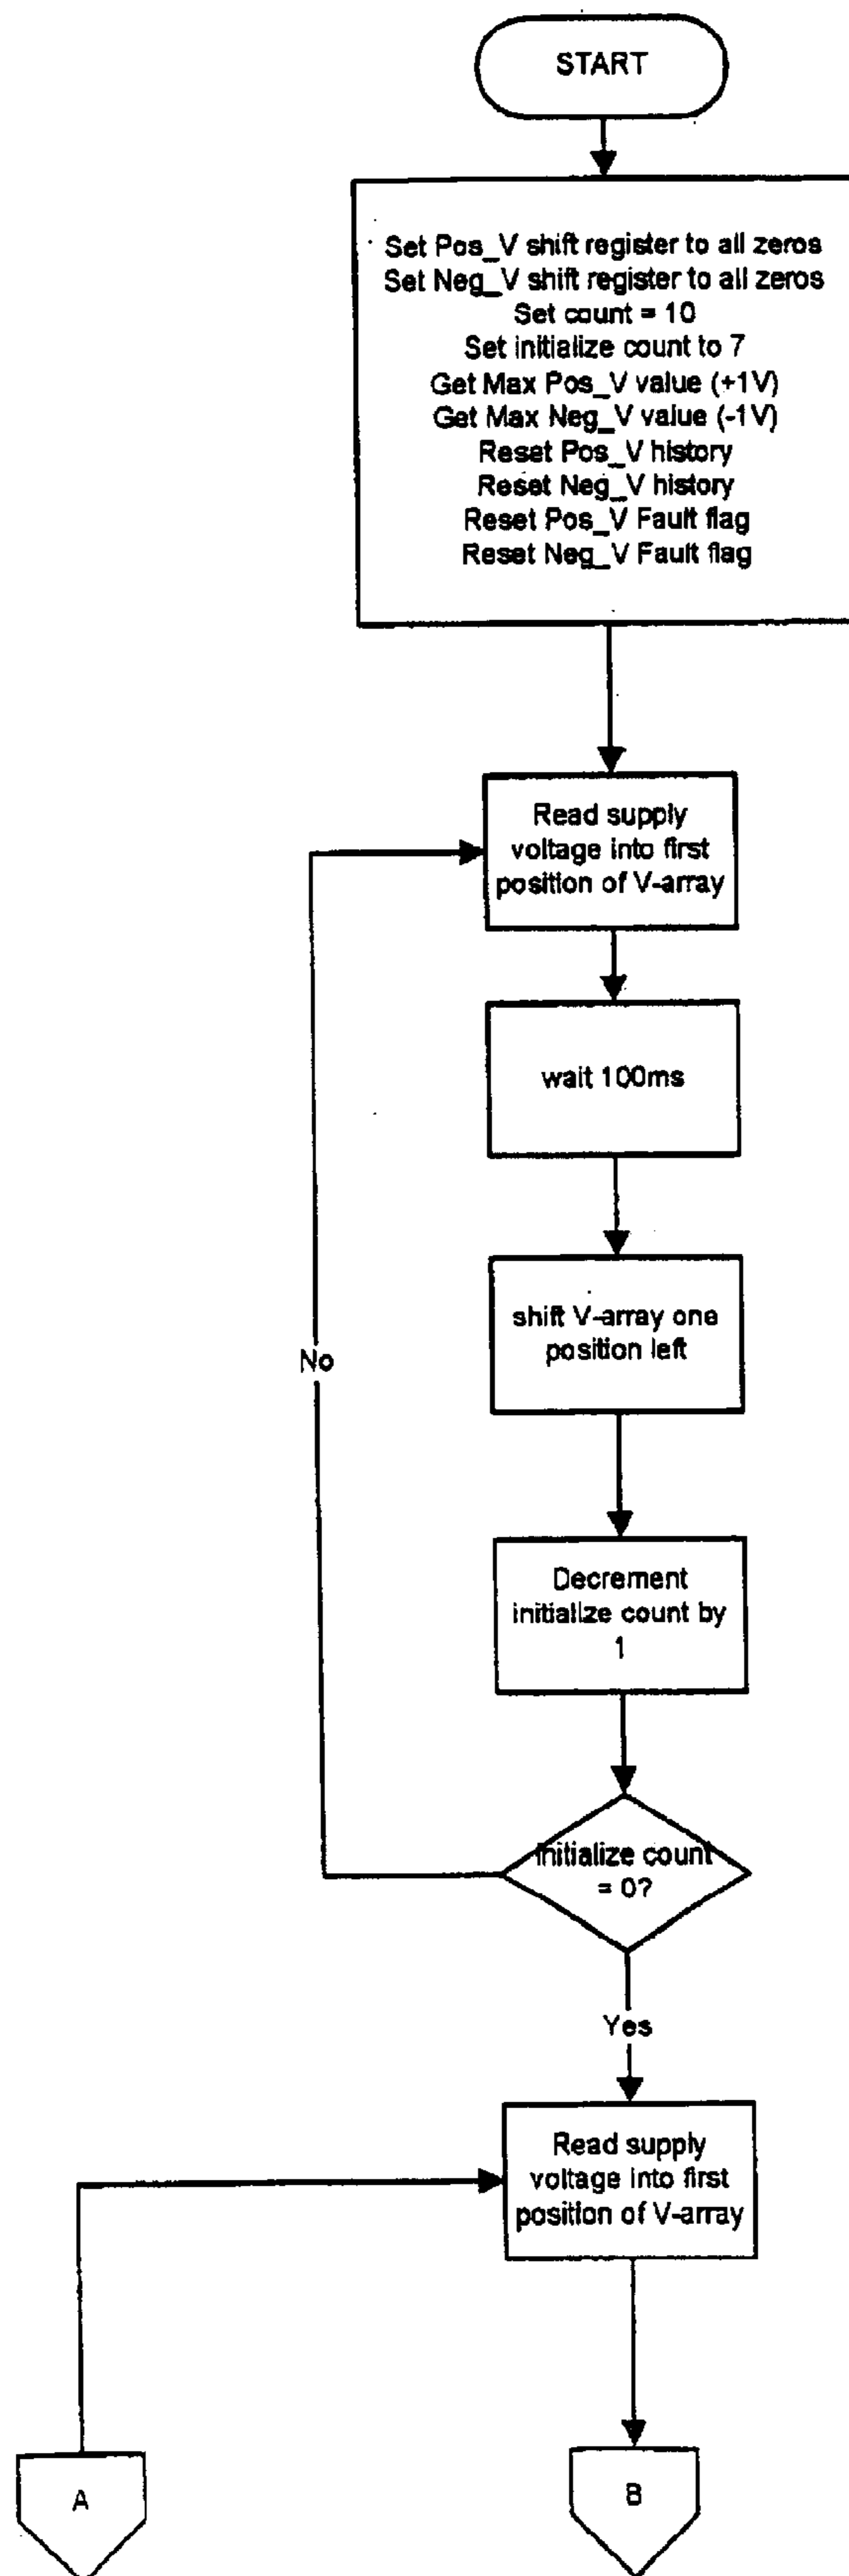 START
Set Pos_V shift register to all zeros
Set Neg_V shift register to all zeros
Set count = 10
Set initialize count to 7
Get Max Pos_V value (+1V)
Get Max Neg_V value (-1V)
Reset Pos_V history
Reset Neg_V history
Reset Pos_V Fault flag
Reset Neg_V Fault flag
Read supply
voltage into first
position of V-array
wait 100ms
shift V-array one
position left
No
Decrement
initialize count by
1
Initialize count
= 0?
Yes
Read supply
voltage into first
position of V-array
A
B